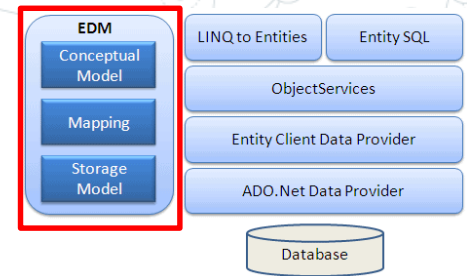 EDM
Conceptual
Model
Mapping
Storage
Model
LINQ to Entities
Entity SQL
ObjectServices
Entity Client Data Provider
ADO.Net Data Provider
Database